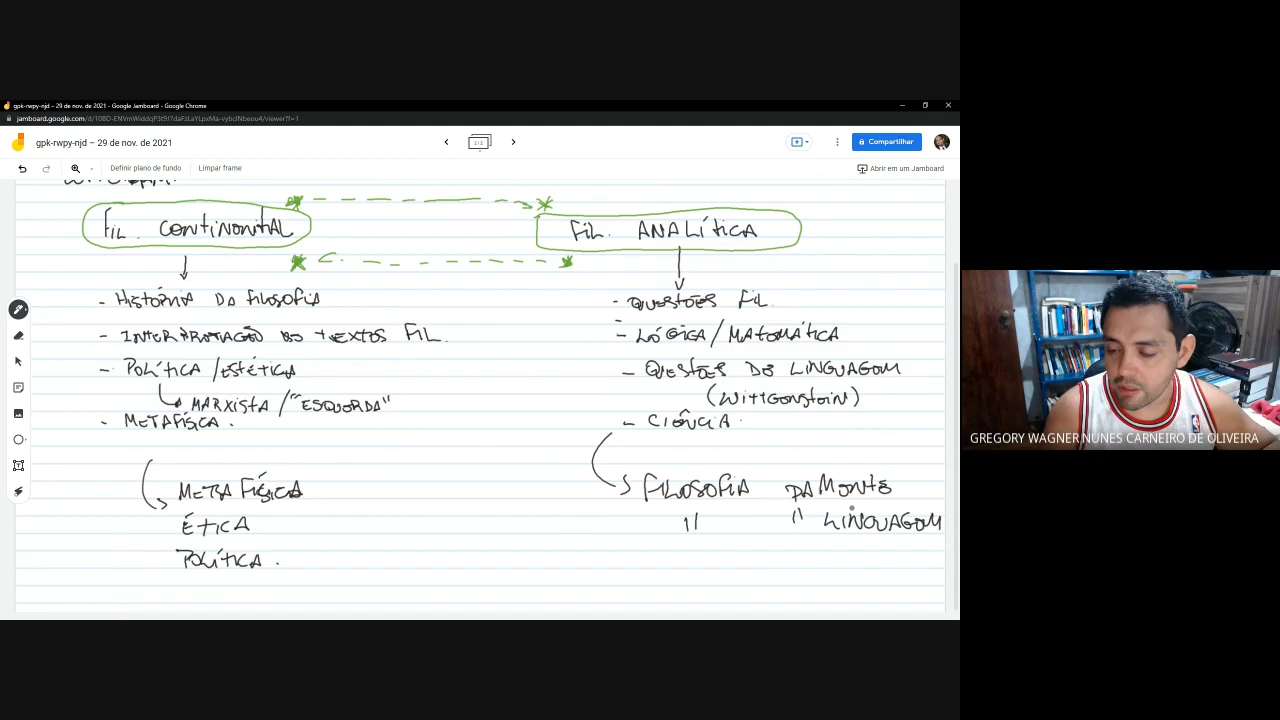 gpk-rwpy-njd – 29 de nov. de 2021 - Google Jamboard - Google Chrome
gpk-rwpy-njd – 29 de nov. de 2021
2/2
Compartilhar
Definir plano de fundo
Limpar frame
Abrir em um Jamboard
FIL. CONTINENTAL
FIL. ANALÍTICA
- HISTÓRIA DA FILOSOFIA
- QUESTÕES FIL.
- INTERPRETAÇÃO DE TEXTOS FIL.
- LÓGICA/MATEMÁTICA
- POLÍTICA/ESTÉTICA
- QUESTÕES DE LINGUAGEM
MARXISTA/"ESQUERDA"
(WITTGENSTEIN)
- METAFÍSICA.
- CIÊNCIA.
METAFÍSICA
FILOSOFIA DA MENTE
ÉTICA
" " LINGUAGEM
POLÍTICA.
GREGORY WAGNER NUNES CARNEIRO DE OLIVEIRA